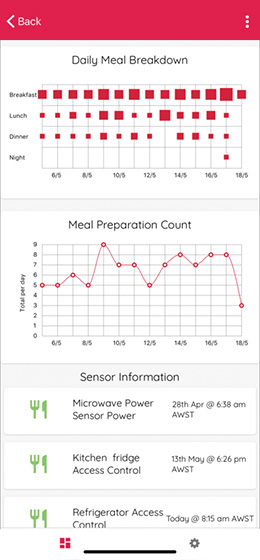 Back
Daily Meal Breakdown
Breakfast
Lunch
Dinner
Night
6/5 8/5 10/5 12/5 14/5 16/5 18/5
Meal Preparation Count
Total per day
9
8
7
6
5
4
3
2
1
0
6/5 8/5 10/5 12/5 14/5 16/5 18/5
Sensor Information
Microwave Power 28th Apr @ 6:38 am
Sensor Power AWST
Kitchen fridge 13th May @ 6:26 pm
Access Control AWST
Refrigerator Access Today @ 8:15 am AWST
Control